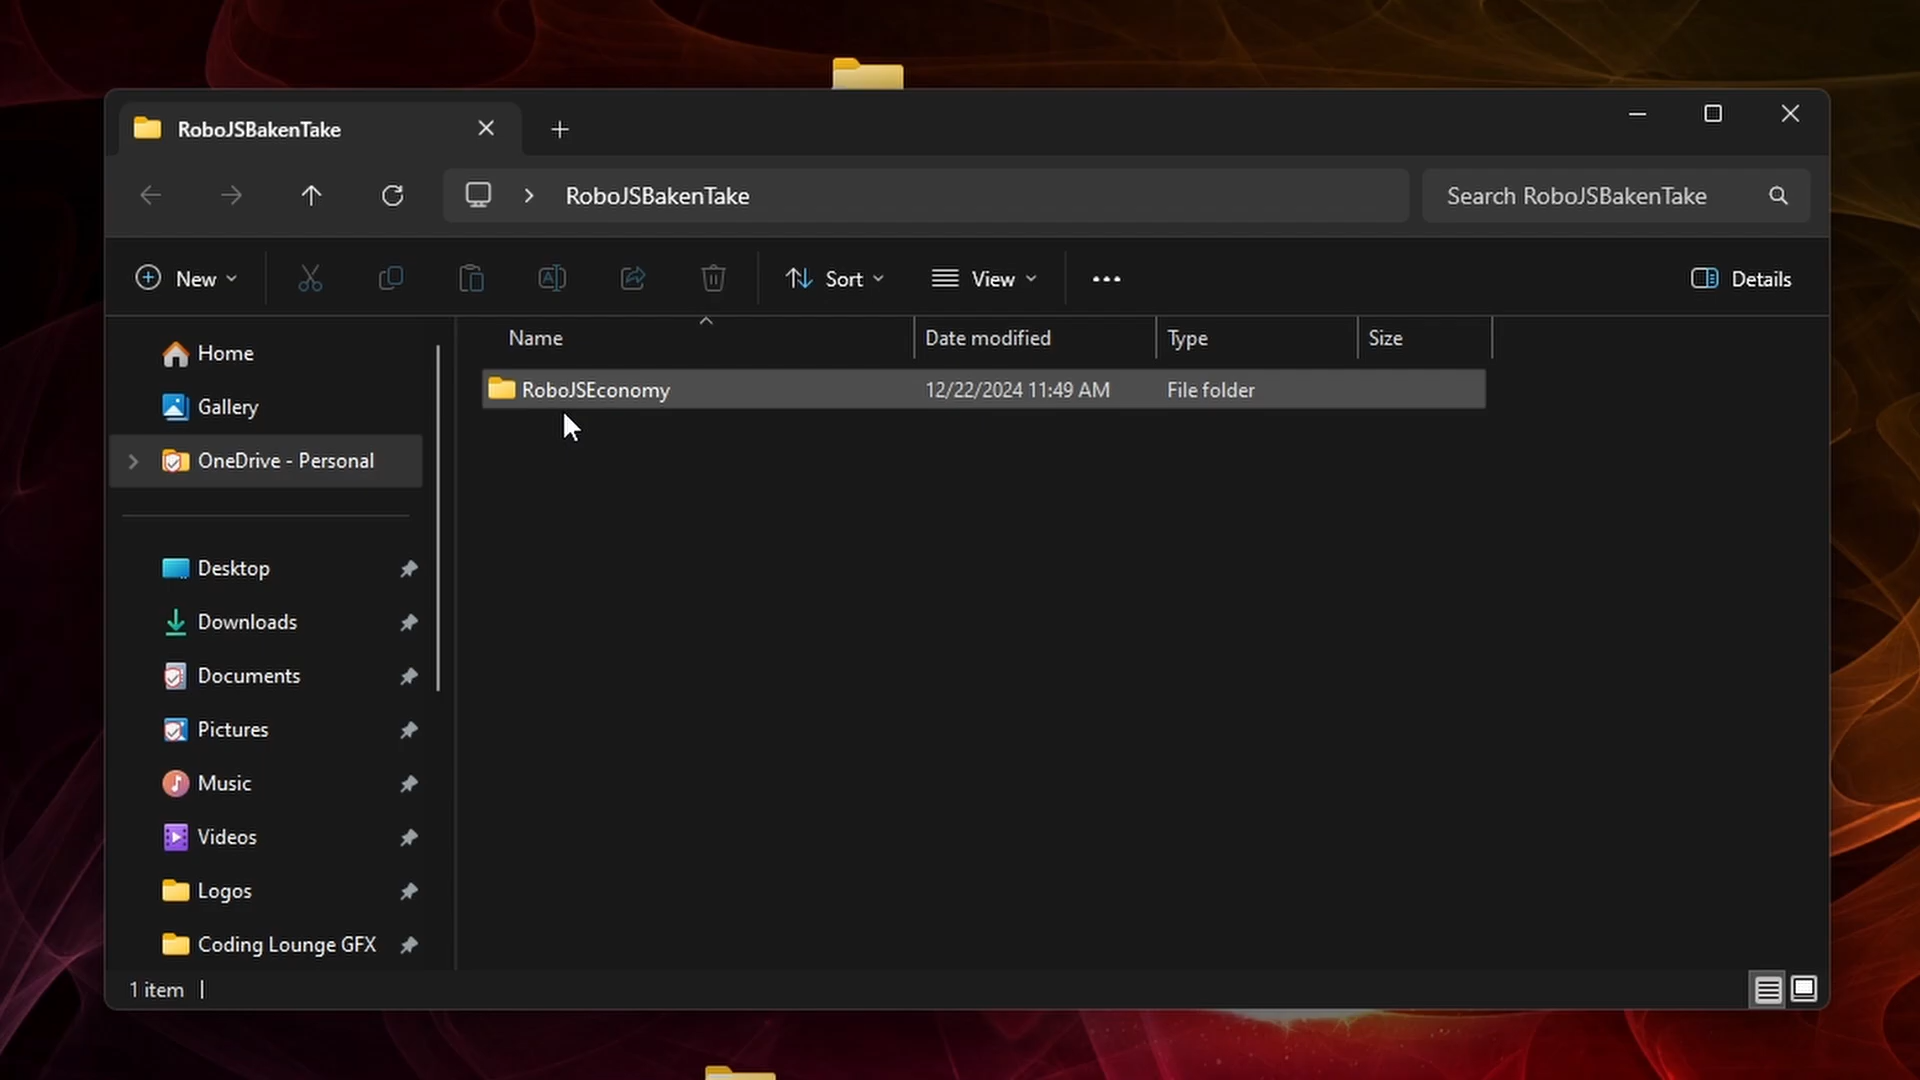 RoboJSBakenTake
RoboJSBakenTake
Search RoboJSBakenTake
New
Sort
View
Details
Name
Date modified
Type
Size
RoboJSEconomy
12/22/2024 11:49 AM
File folder
Home
Gallery
OneDrive - Personal
Desktop
Downloads
Documents
Pictures
Music
Videos
Logos
Coding Lounge GFX
1 item